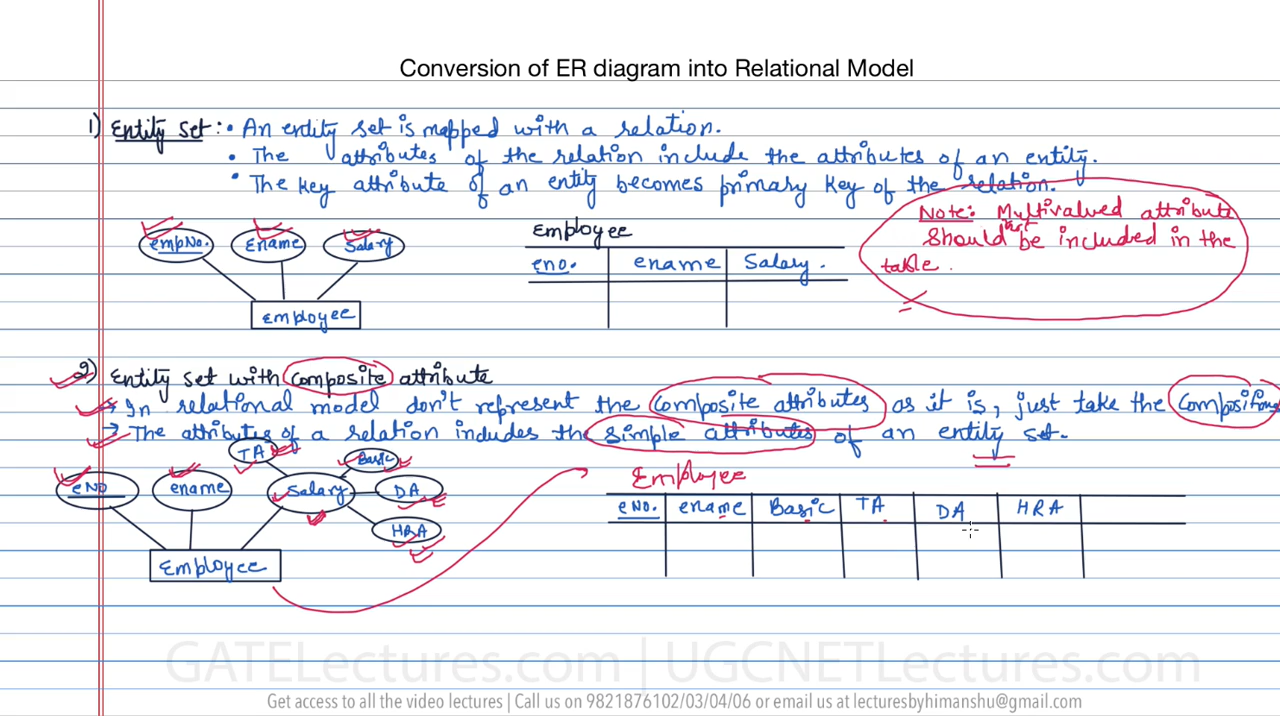 Conversion of ER diagram into Relational Model
1) Entity Set :• An entity set is mapped with a relation.
• The attributes of the relation include the attributes of an entity.
• The key attribute of an entity becomes primary key of the relation.
Note: Multivalued attribute
should not be included in the
table.
empNo. Ename Salary
Employee
Employee
eno. ename Salary.
2) Entity set with composite attribute
→ In relational model don't represent the composite attributes as it is, just take the compositions
→ The attributes of a relation includes the simple attributes of an entity set.
TA Basic
eNO ename Salary DA
HRA
Employee
Employee
eNo. ename Basic TA DA HRA
GATELectures.com | UGCNETLectures.com
Get access to all the video lectures | Call us on 9821876102/03/04/06 or email us at lecturesbyhimanshu@gmail.com